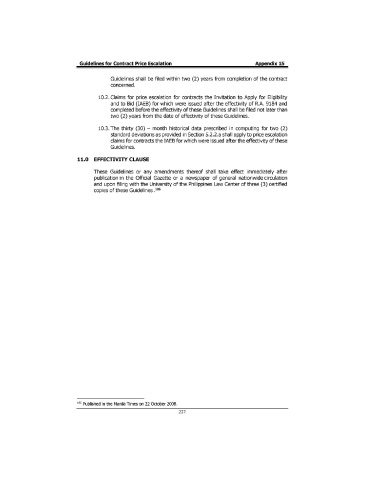 Guidelines for Contract Price Escalation Appendix 15
Guidelines shall be filed within two (2) years from completion of the contract
concerned.
10.2. Claims for price escalation for contracts the Invitation to Apply for Eligibility
and to Bid (IAEB) for which were issued after the effectivity of R.A. 9184 and
completed before the effectivity of these Guidelines shall be filed not later than
two (2) years from the date of effectivity of these Guidelines.
10.3. The thirty (30) – month historical data prescribed in computing for two (2)
standard deviations as provided in Section 5.2.2.a shall apply to price escalation
claims for contracts the IAEB for which were issued after the effectivity of these
Guidelines.
11.0 EFFECTIVITY CLAUSE
These Guidelines or any amendments thereof shall take effect immediately after
publication in the Official Gazette or a newspaper of general nationwide circulation
and upon filing with the University of the Philippines Law Center of three (3) certified
copies of these Guidelines.
Published in the Manila Times on 22 October 2008.
227